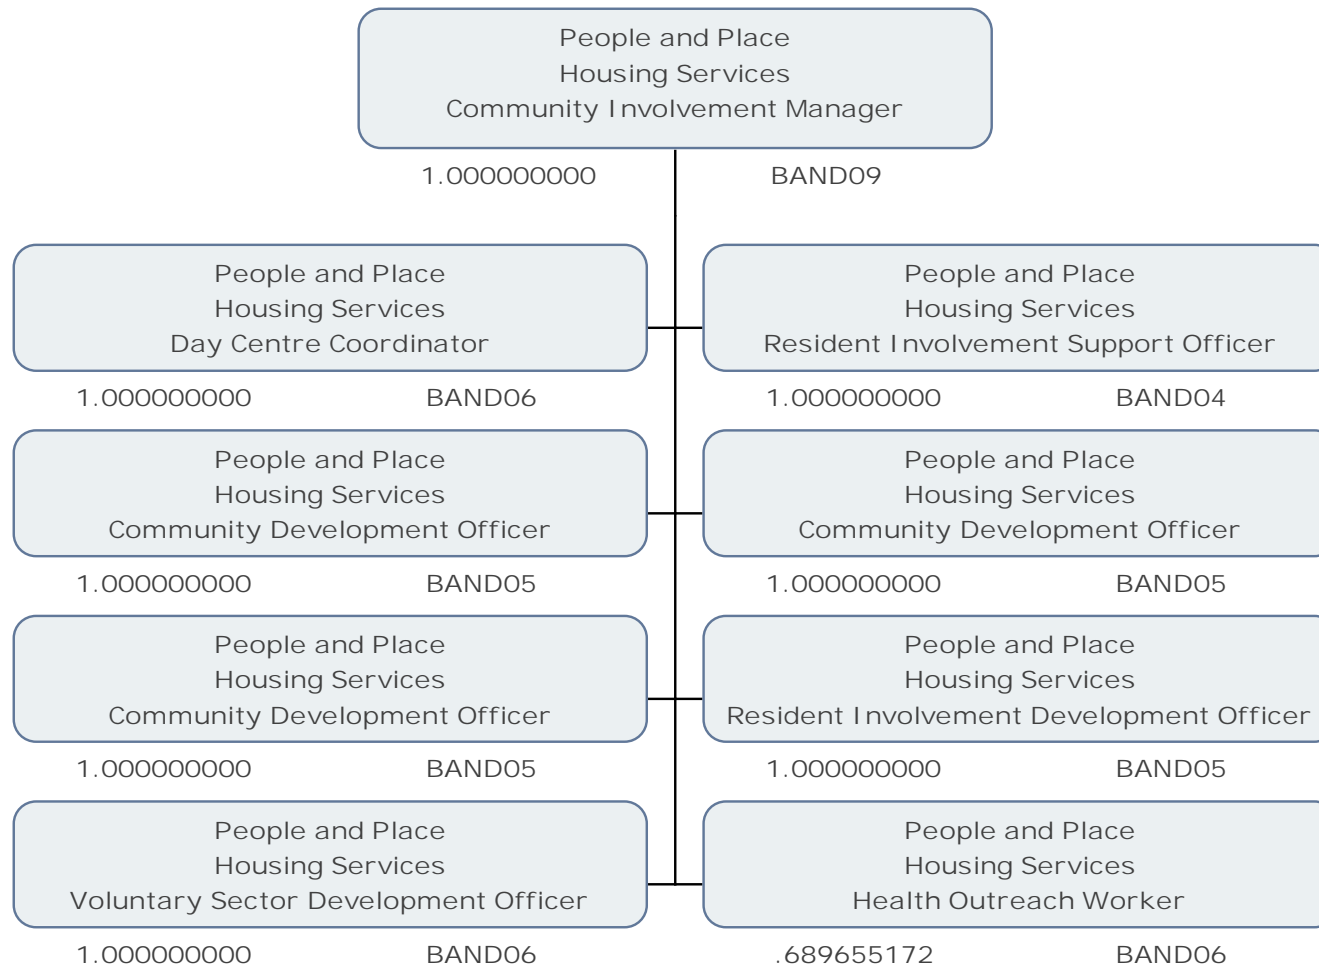 People and Place
Housing Services
Community Involvement Manager
1.000000000 BAND09
People and Place
Housing Services
Day Centre Coordinator
1.000000000 BAND06
People and Place
Housing Services
Resident Involvement Support Officer
1.000000000 BAND04
People and Place
Housing Services
Community Development Officer
1.000000000 BAND05
People and Place
Housing Services
Community Development Officer
1.000000000 BAND05
People and Place
Housing Services
Community Development Officer
1.000000000 BAND05
People and Place
Housing Services
Resident Involvement Development Officer
1.000000000 BAND05
People and Place
Housing Services
Voluntary Sector Development Officer
1.000000000 BAND06
People and Place
Housing Services
Health Outreach Worker
.689655172 BAND06